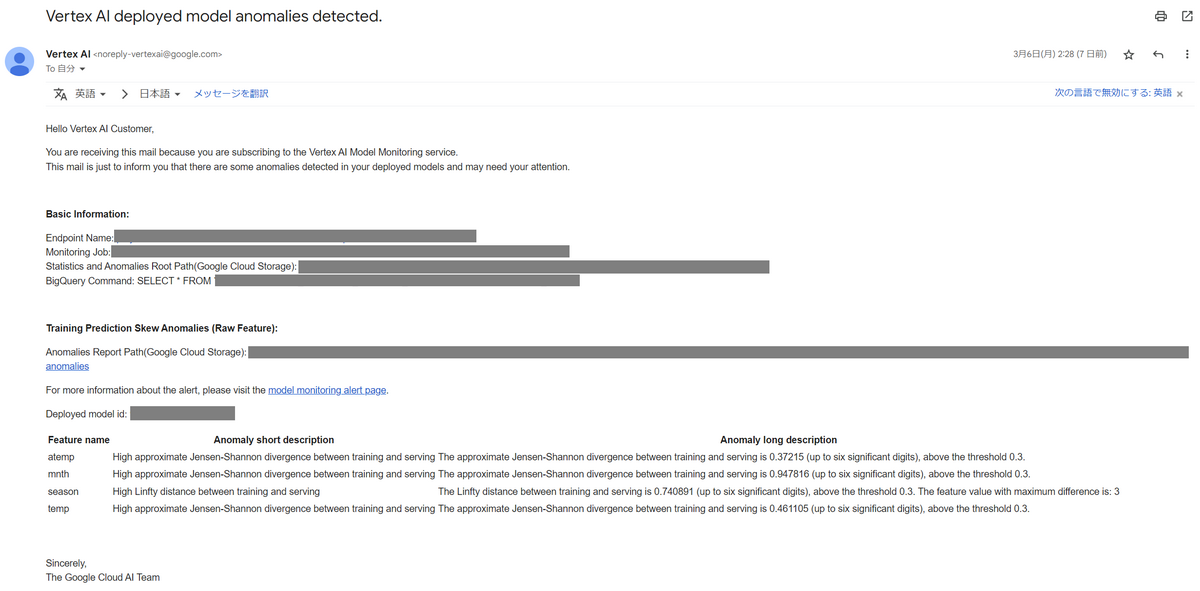 Vertex AI deployed model anomalies detected.
Vertex AI <noreply-vertexai@google.com>
3月6日(月) 2:28 (7 日前)
To 自分
英語 日本語 メッセージを翻訳
次の言語で無効にする: 英語
Hello Vertex AI Customer,
You are receiving this mail because you are subscribing to the Vertex AI Model Monitoring service.
This mail is just to inform you that there are some anomalies detected in your deployed models and may need your attention.
Basic Information:
Endpoint Name:
Monitoring Job:
Statistics and Anomalies Root Path(Google Cloud Storage):
BigQuery Command: SELECT * FROM `
Training Prediction Skew Anomalies (Raw Feature):
Anomalies Report Path(Google Cloud Storage):
anomalies
For more information about the alert, please visit the model monitoring alert page.
Deployed model id:
Feature name Anomaly short description Anomaly long description
atemp High approximate Jensen-Shannon divergence between training and serving The approximate Jensen-Shannon divergence between training and serving is 0.37215 (up to six significant digits), above the threshold 0.3.
mnth High approximate Jensen-Shannon divergence between training and serving The approximate Jensen-Shannon divergence between training and serving is 0.947816 (up to six significant digits), above the threshold 0.3.
season High Linfty distance between training and serving The Linfty distance between training and serving is 0.740891 (up to six significant digits), above the threshold 0.3. The feature value with maximum difference is: 3
temp High approximate Jensen-Shannon divergence between training and serving The approximate Jensen-Shannon divergence between training and serving is 0.461105 (up to six significant digits), above the threshold 0.3.
Sincerely,
The Google Cloud AI Team